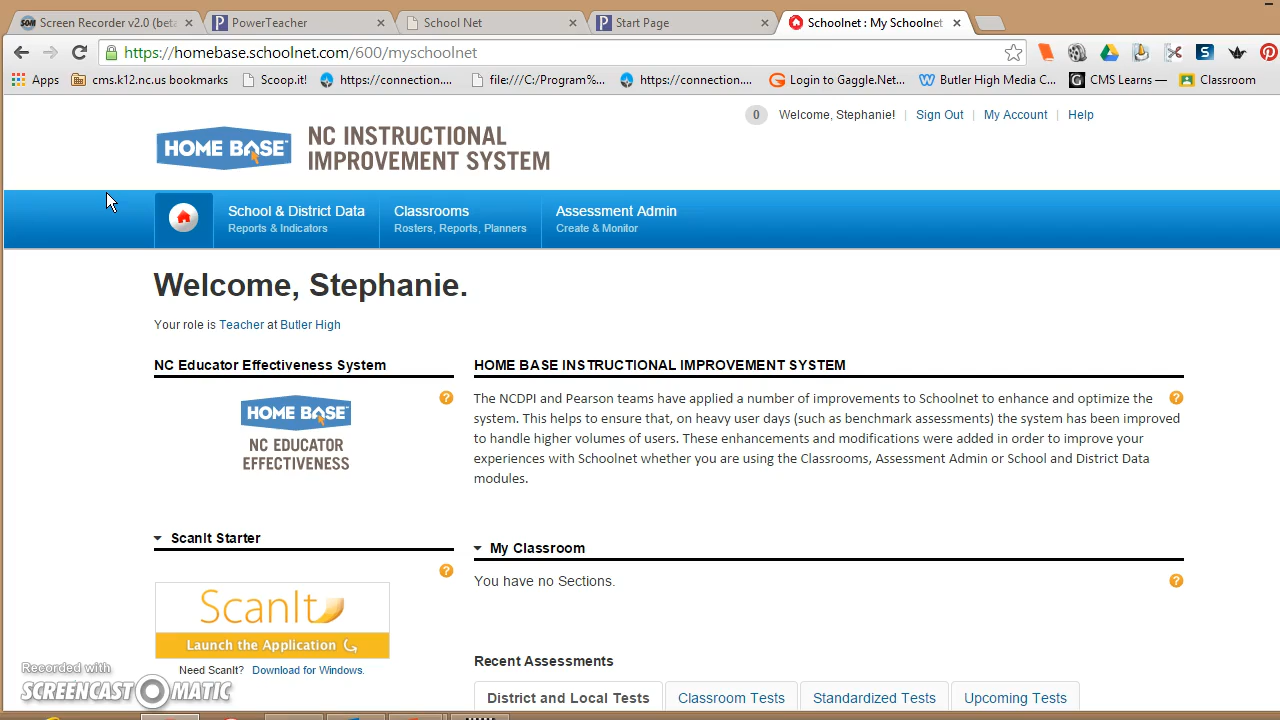 Screen Recorder v2.0 (beta
PowerTeacher
School Net
Start Page
Schoolnet : My Schoolnet
https://homebase.schoolnet.com/600/myschoolnet
Apps
cms.k12.nc.us bookmarks
Scoop.it!
https://connection....
file:///C:/Program%...
https://connection....
Login to Gaggle.Net...
Butler High Media C...
CMS Learns —
Classroom
0 Welcome, Stephanie! | Sign Out | My Account | Help
HOME BASE
NC INSTRUCTIONAL
IMPROVEMENT SYSTEM
School & District Data
Reports & Indicators
Classrooms
Rosters, Reports, Planners
Assessment Admin
Create & Monitor
Welcome, Stephanie.
Your role is Teacher at Butler High
NC Educator Effectiveness System
HOME BASE
NC EDUCATOR
EFFECTIVENESS
HOME BASE INSTRUCTIONAL IMPROVEMENT SYSTEM
The NCDPI and Pearson teams have applied a number of improvements to Schoolnet to enhance and optimize the
system. This helps to ensure that, on heavy user days (such as benchmark assessments) the system has been improved
to handle higher volumes of users. These enhancements and modifications were added in order to improve your
experiences with Schoolnet whether you are using the Classrooms, Assessment Admin or School and District Data
modules.
ScanIt Starter
ScanIt
Launch the Application
Need ScanIt? Download for Windows.
My Classroom
You have no Sections.
Recent Assessments
District and Local Tests
Classroom Tests
Standardized Tests
Upcoming Tests
Recorded with
SCREENCAST O MATIC